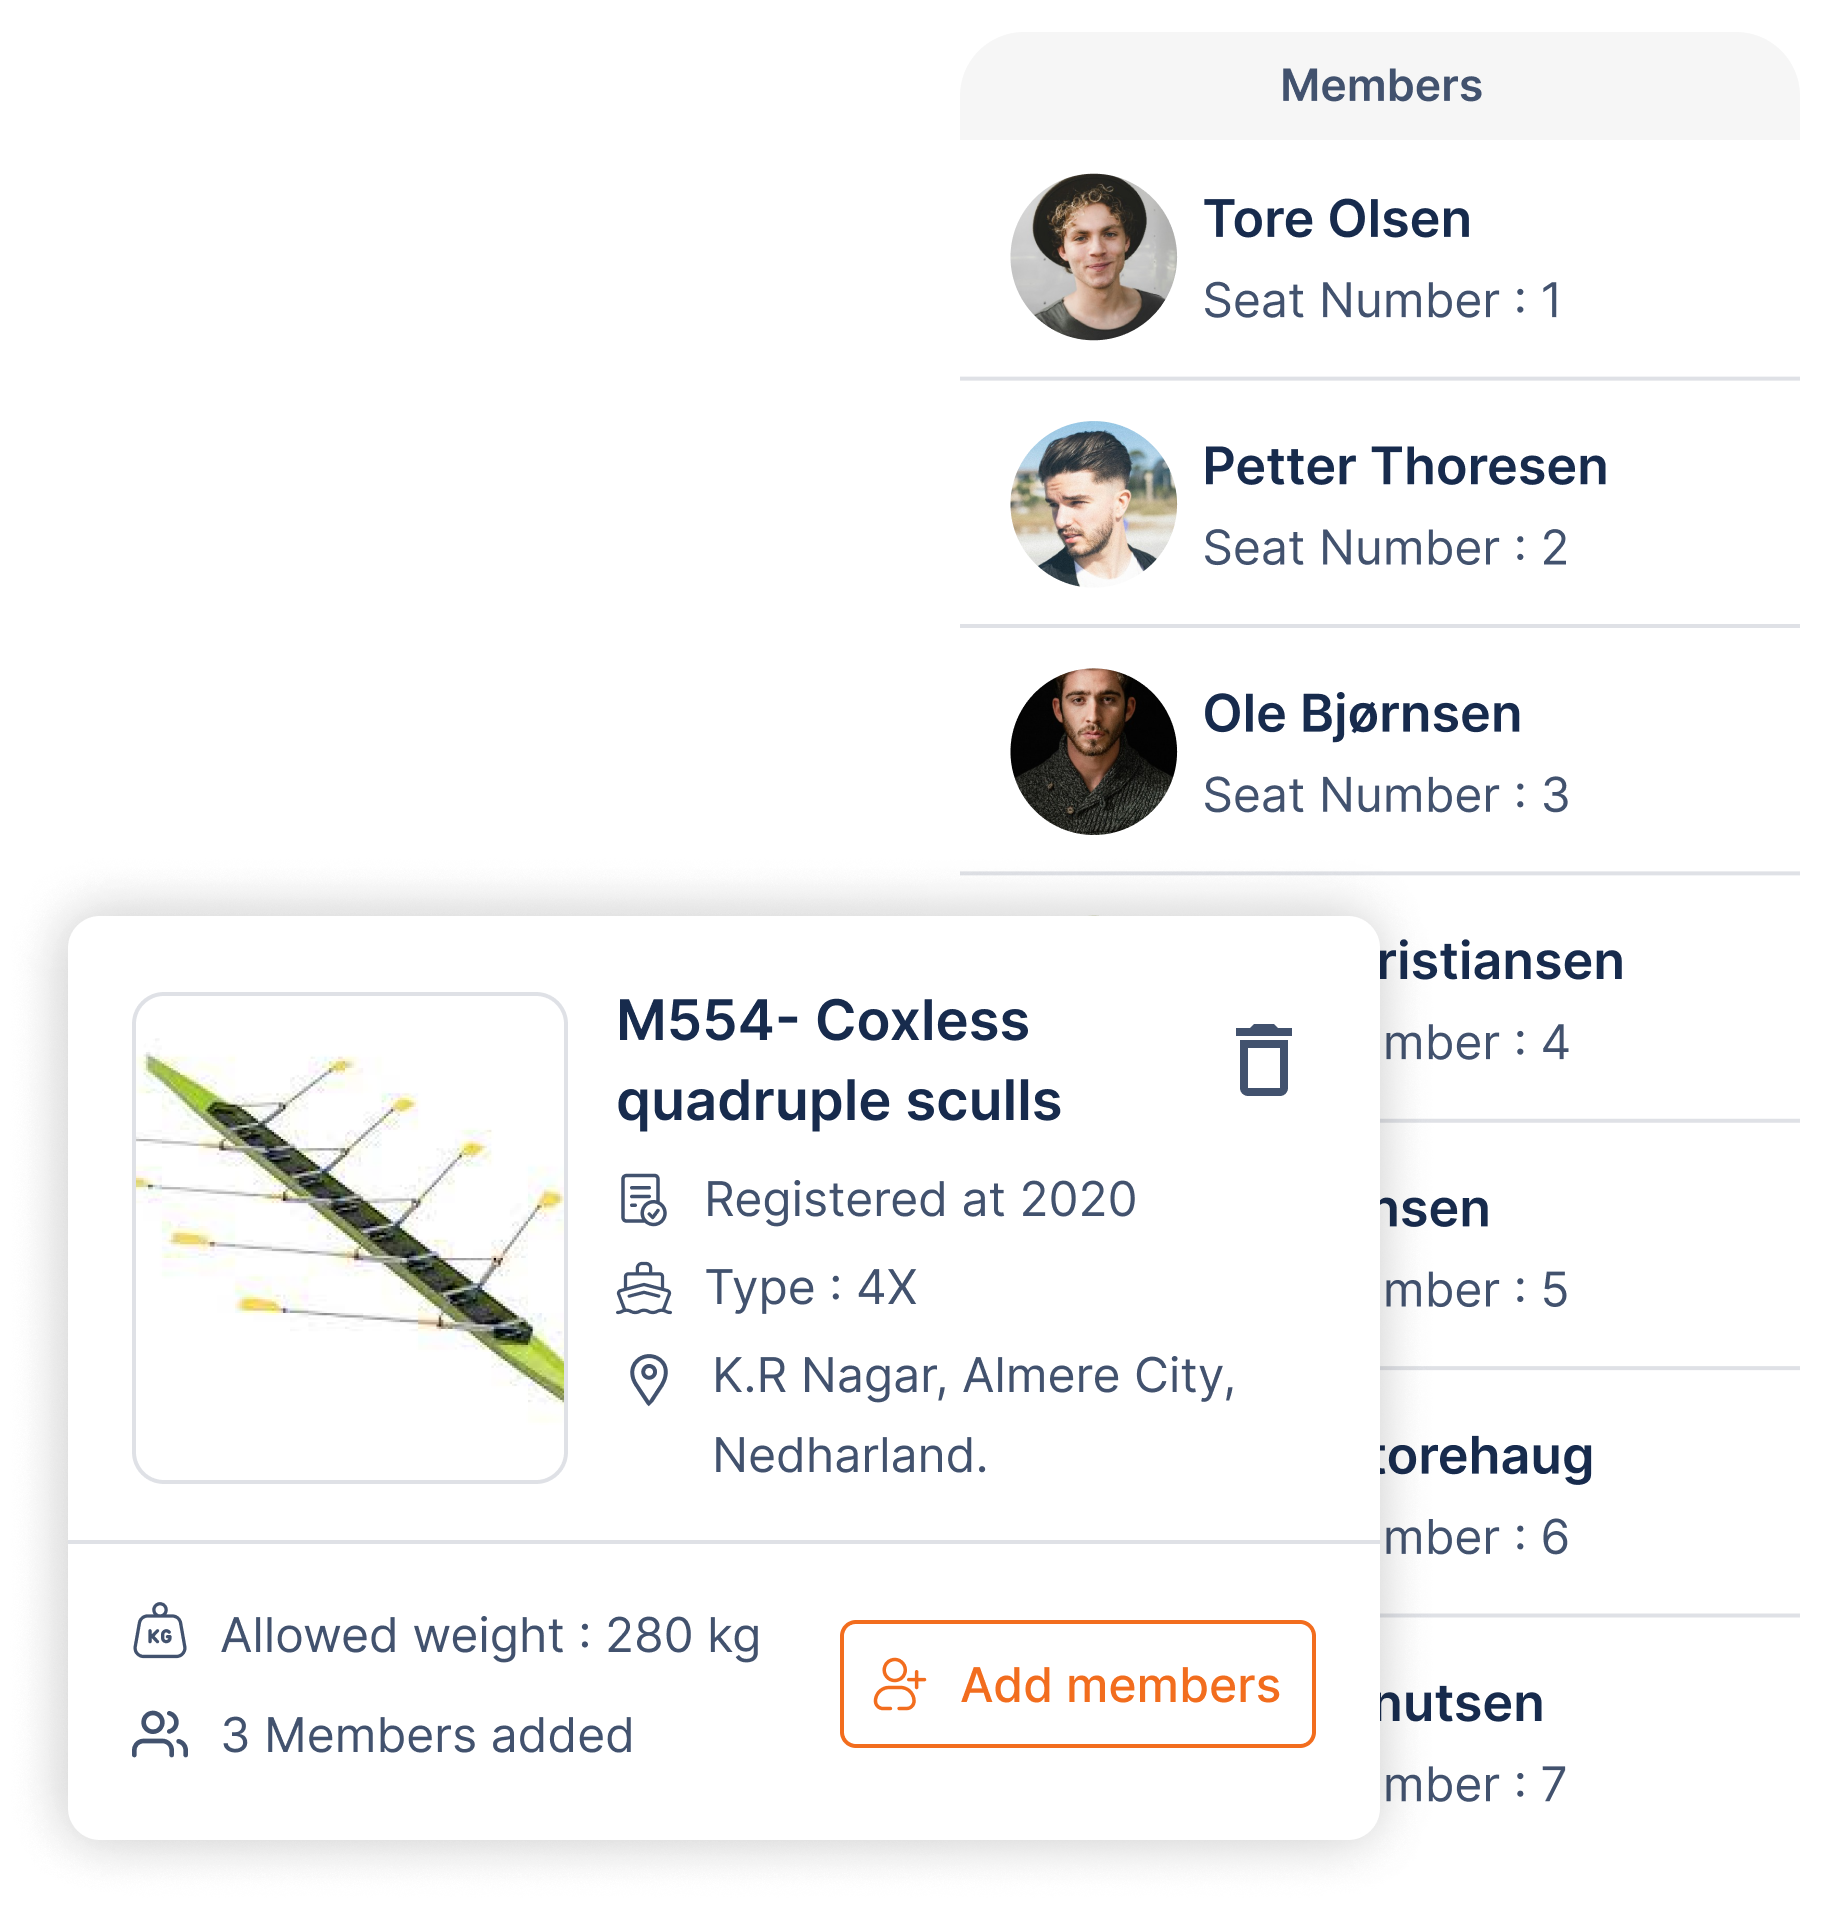 Members
Tore Olsen
Seat Number : 1
Petter Thoresen
Seat Number : 2
Ole Bjørnsen
Seat Number : 3
ristiansen
mber : 4
nsen
mber : 5
torehaug
mber : 6
nutsen
mber : 7
M554- Coxless
quadruple sculls
Registered at 2020
Type : 4X
K.R Nagar, Almere City,
Nedharland.
KG
Allowed weight : 280 kg
3 Members added
Add members